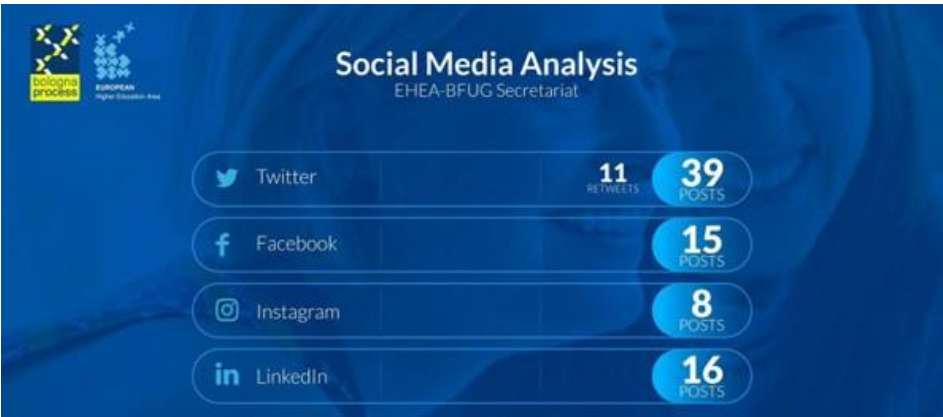 bologna
process
EUROPEAN
Higher Education Area
Social Media Analysis
EHEA-BFUG Secretariat
Twitter
11
RETWEETS
39
POSTS
Facebook
15
POSTS
Instagram
8
POSTS
in LinkedIn
16
POSTS